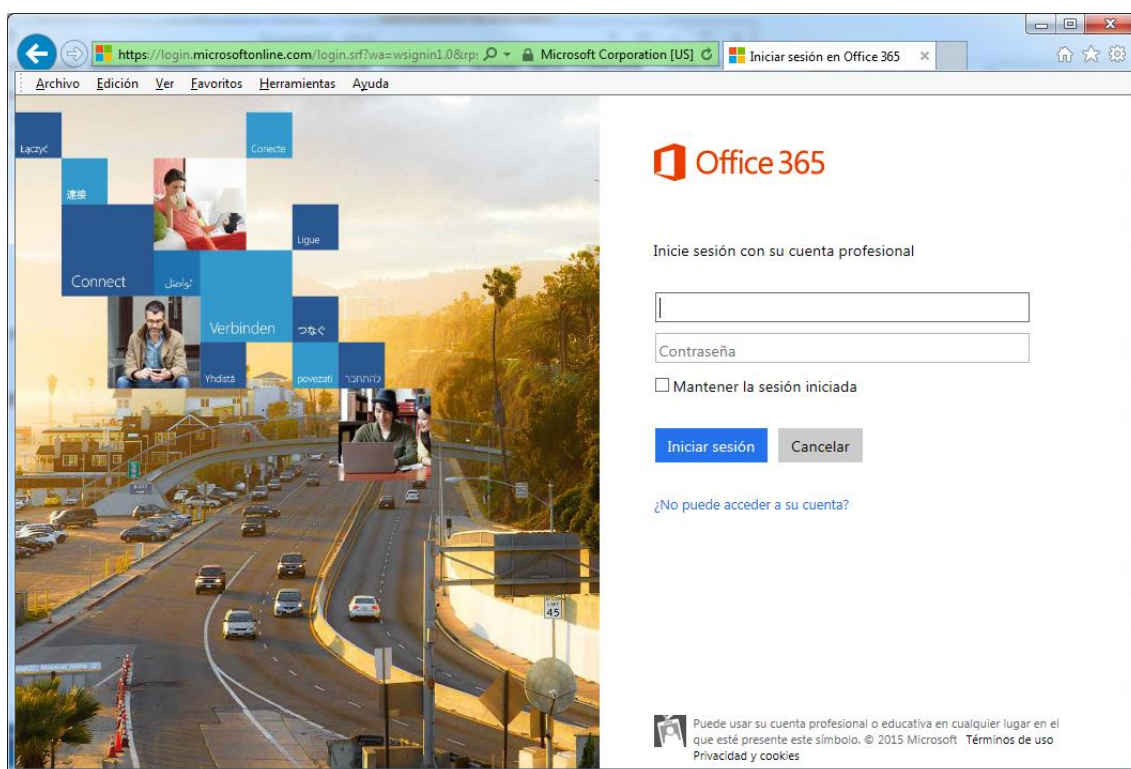 https://login.microsoftonline.com/login.srf?wa=wsignin1.0&rp
Microsoft Corporation [US]
Iniciar sesión en Office 365
Archivo Edición Ver Favoritos Herramientas Ayuda
Łączyć
Conecte
連接
Ligue
Connect
تواصل
Verbinden
つなぐ
Yhdistä
povezati
להתחבר
LIMIT
45
Office 365
Inicie sesión con su cuenta profesional
Contraseña
Mantener la sesión iniciada
Iniciar sesión
Cancelar
¿No puede acceder a su cuenta?
Puede usar su cuenta profesional o educativa en cualquier lugar en el
que esté presente este símbolo. © 2015 Microsoft Términos de uso
Privacidad y cookies